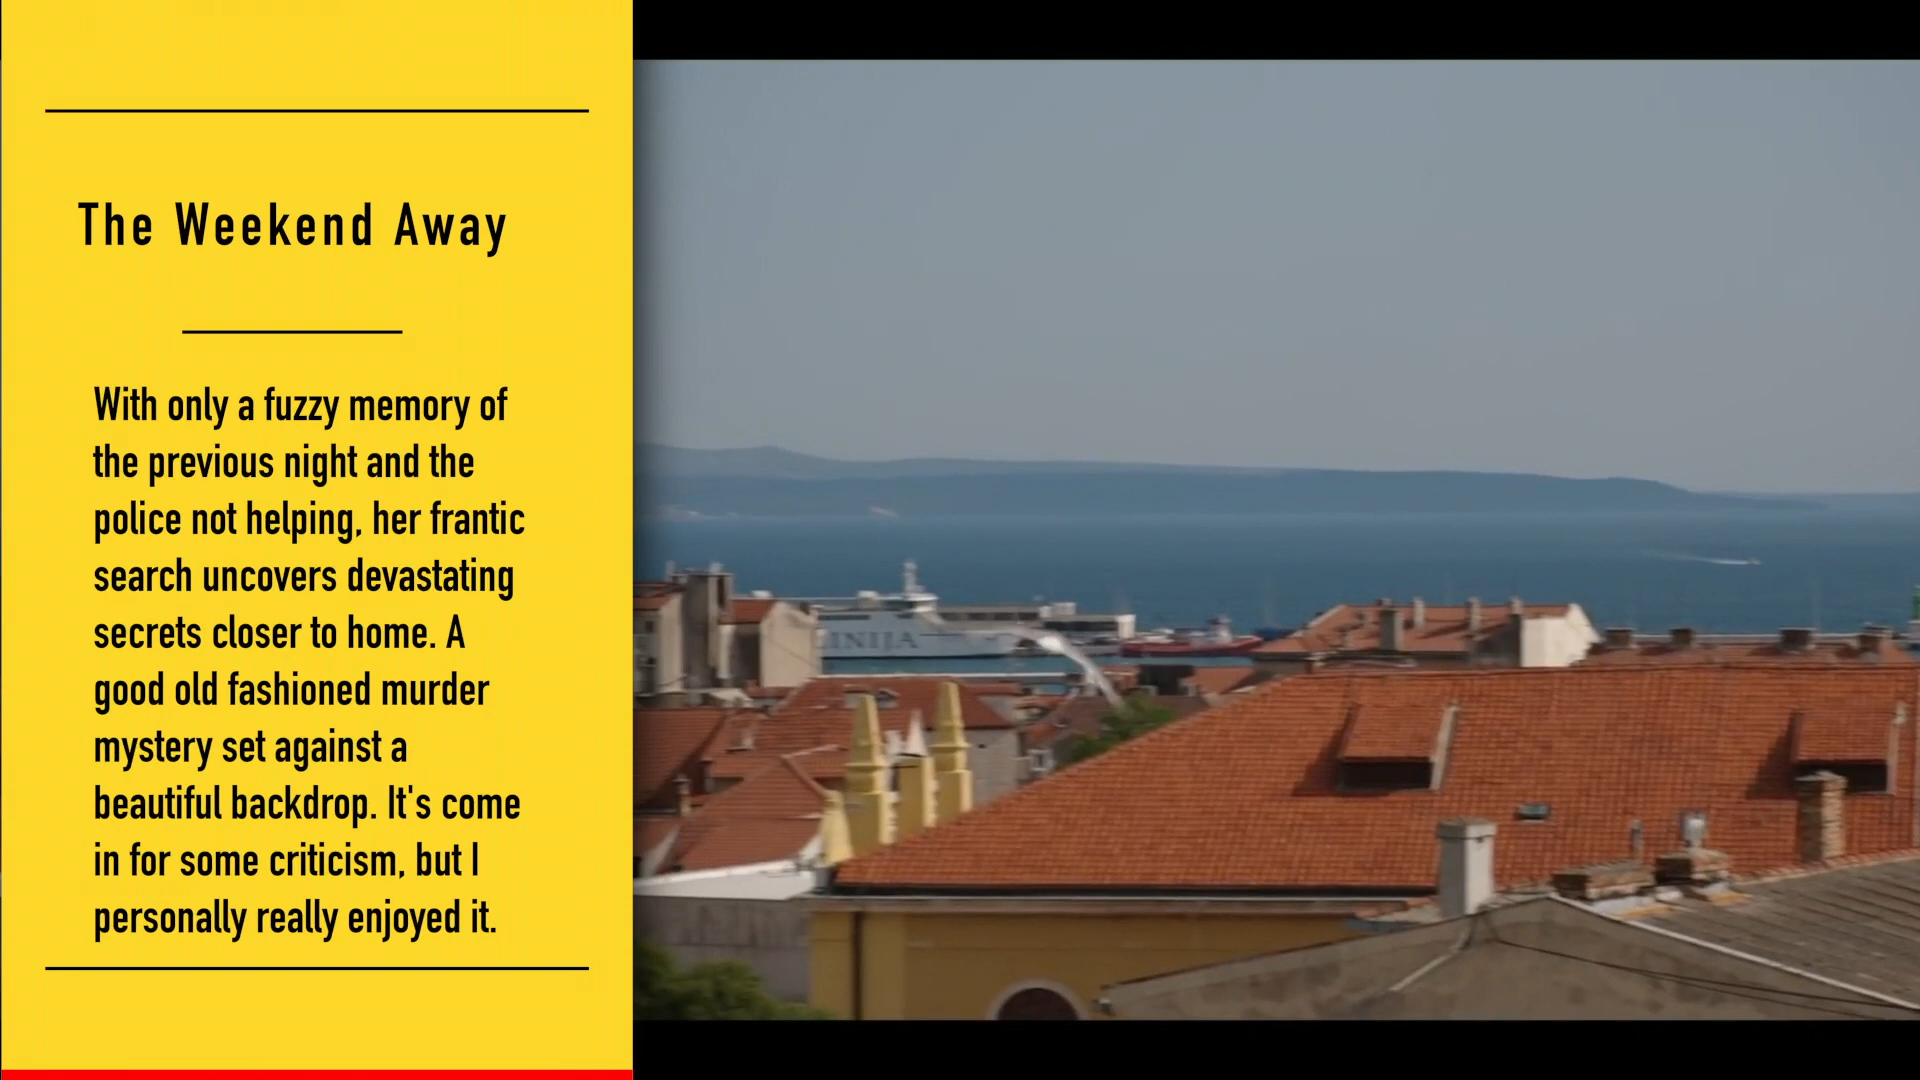 The Weekend Away
With only a fuzzy memory of
the previous night and the
police not helping, her frantic
search uncovers devastating
secrets closer to home. A
good old fashioned murder
mystery set against a
beautiful backdrop. It's come
in for some criticism, but I
personally really enjoyed it.
INIJA